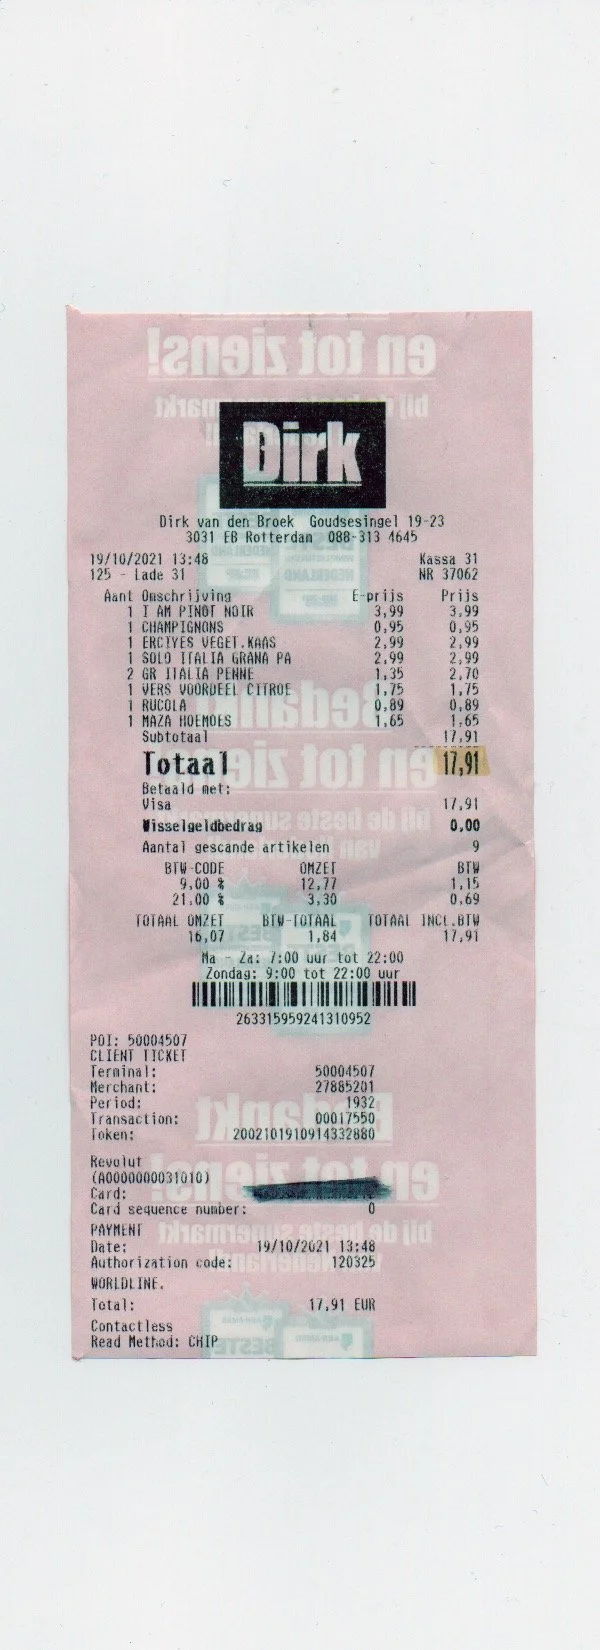 en tot ziens!
bij de beste supermarkt
Dirk
Dirk van den Broek Goudsesingel 19-23
3031 EB Rotterdam 088-313 4645
19/10/2021 13:48 Kassa 31
125 - Lade 31 NR 37062
Aant Omschrijving E-prijs Prijs
1 I AM PINOT NOIR 3,99 3,99
1 CHAMPIGNONS 0,95 0,95
1 ERCIYES VEGET.KAAS 2,99 2,99
1 SOLO ITALIA GRANA PA 2,99 2,99
2 GR ITALIA PENNE 1,35 2,70
1 VERS VOORDEEL CITROE 1,75 1,75
1 RUCOLA 0,89 0,89
1 MAZA HOEMOES 1,65 1,65
Subtotaal 17,91
Totaal 17,91
Betaald met:
Visa 17,91
Wisselgeldbedrag 0,00
Aantal gescande artikelen 9
BTW-CODE OMZET BTW
9.00 % 12,77 1,15
21.00 % 3,30 0.69
TOTAAL OMZET BTW-TOTAAL TOTAAL INCL.BTW
16,07 1,84 17,91
Ma - Za: 7:00 uur tot 22:00
Zondag: 9:00 tot 22:00 uur
263315959241310952
POI: 50004507
CLIENT TICKET
Terminal: 50004507
Merchant: 27885201
Period: 1932
Transaction: 00017550
Token: 2002101910914332880
Revolut
(A0000000031010)
Card:
Card sequence number: 0
PAYMENT
Date: 19/10/2021 13:48
Authorization code: 120325
WORLDLINE.
Total: 17,91 EUR
Contactless
Read Method: CHIP